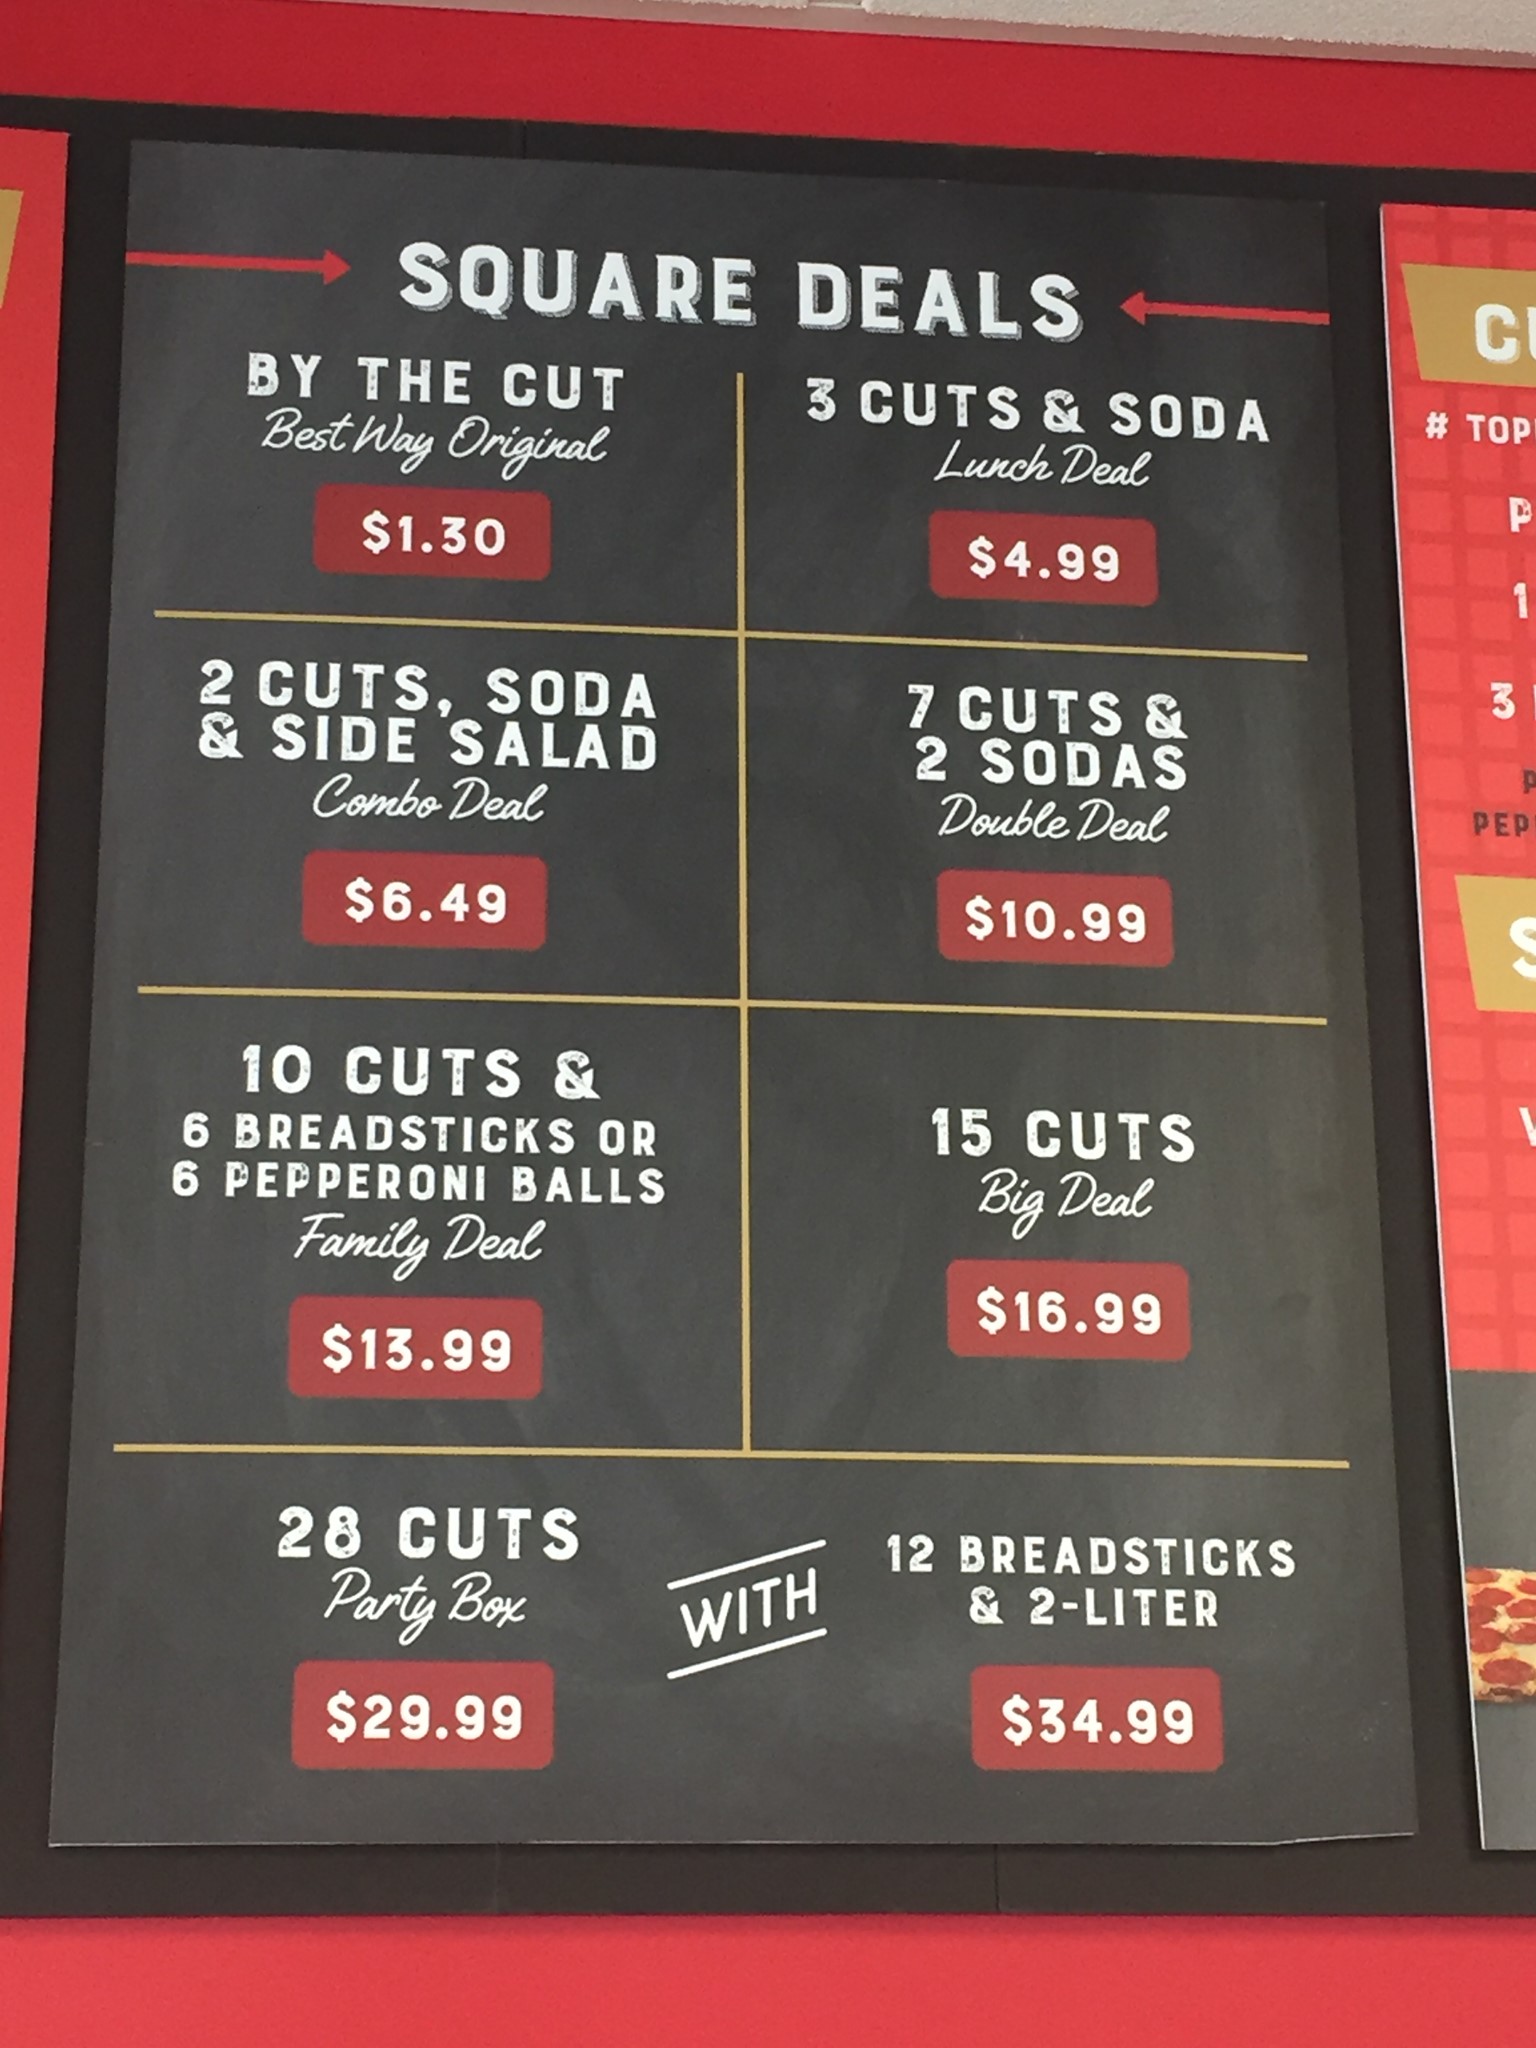 SQUARE DEALS
BY THE CUT
Best Way Original
$1.30
3 CUTS & SODA
Lunch Deal
$4.99
2 CUTS, SODA
& SIDE SALAD
Combo Deal
$6.49
7 CUTS &
2 SODAS
Double Deal
$10.99
10 CUTS &
6 BREADSTICKS OR
6 PEPPERONI BALLS
Family Deal
$13.99
15 CUTS
Big Deal
$16.99
28 CUTS
Party Box
$29.99
WITH
12 BREADSTICKS
& 2-LITER
$34.99
#
3